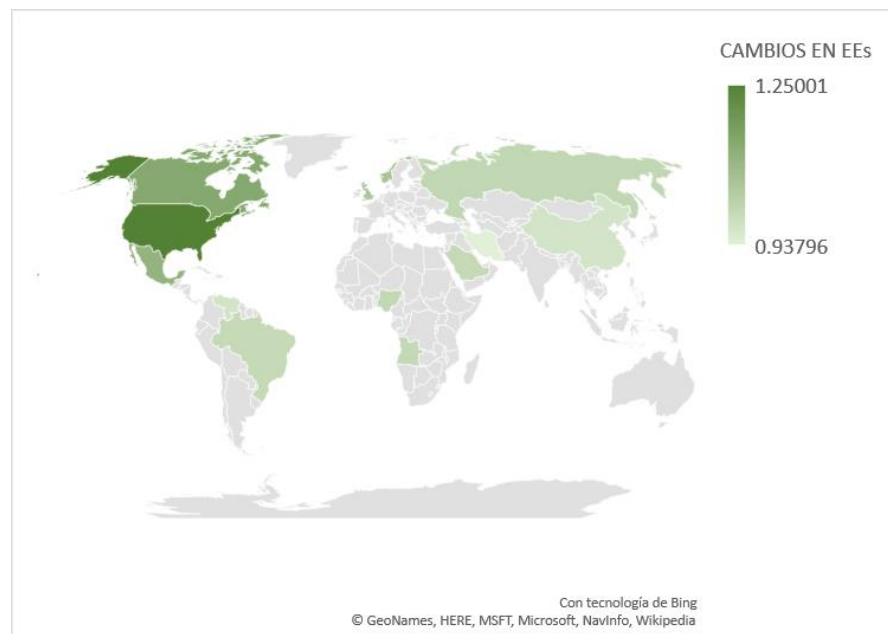 CAMBIOS EN EEs
1.25001
0.93796
Con tecnología de Bing
© GeoNames, HERE, MSFT, Microsoft, NavInfo, Wikipedia